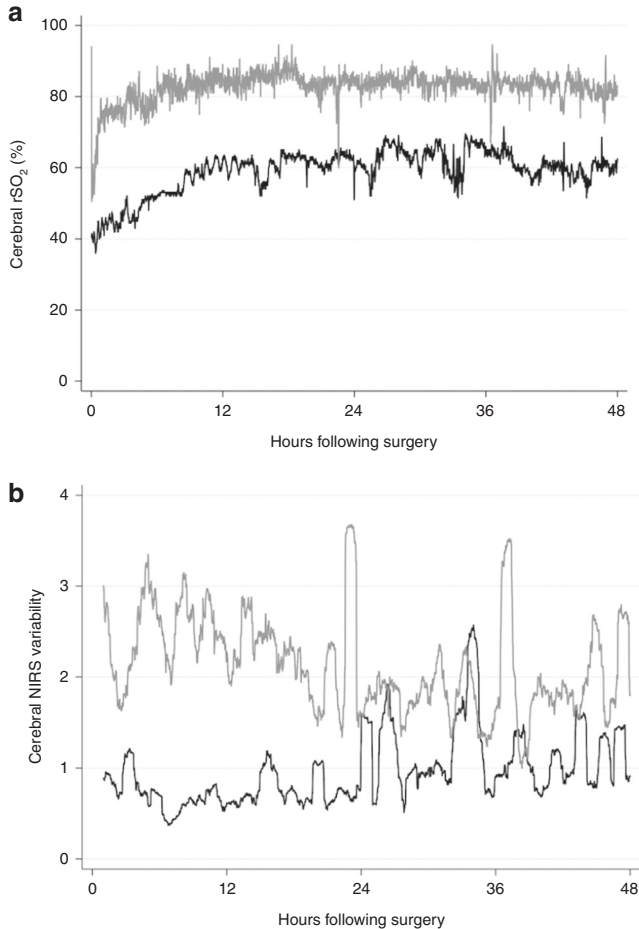 a
100
80
60
40
20
0
Cerebral rSO₂ (%)
0 12 24 36 48
Hours following surgery
b
4
3
2
1
0
Cerebral NIRS variability
0 12 24 36 48
Hours following surgery